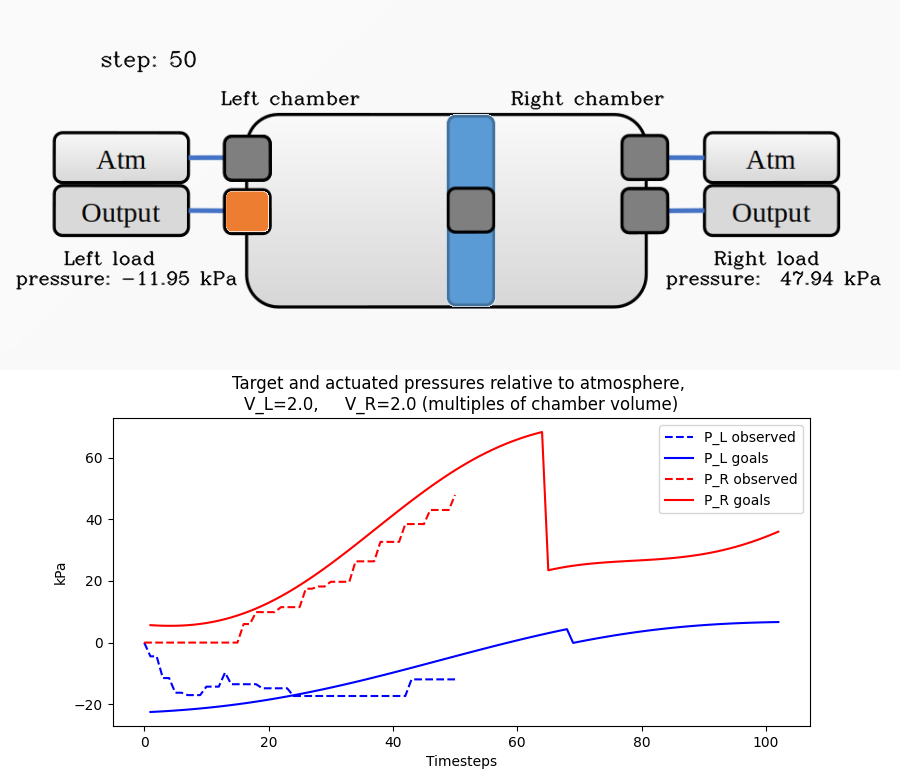 step: 50
Left chamber
Right chamber
Atm
Atm
Output
Output
Left load
pressure: −11.95 kPa
Right load
pressure: 47.94 kPa
Target and actuated pressures relative to atmosphere,
V_L=2.0, V_R=2.0 (multiples of chamber volume)
P_L observed
P_L goals
P_R observed
P_R goals
kPa
60
40
20
0
−20
0 20 40 60 80 100
Timesteps